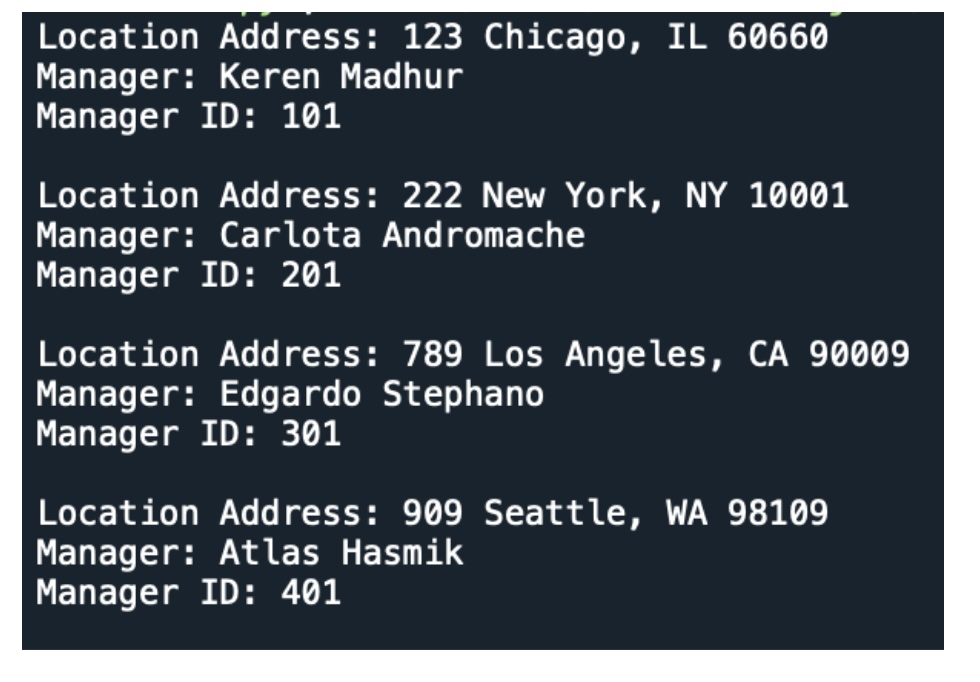 Location Address: 123 Chicago, IL 60660
Manager: Keren Madhur
Manager ID: 101
Location Address: 222 New York, NY 10001
Manager: Carlota Andromache
Manager ID: 201
Location Address: 789 Los Angeles, CA 90009
Manager: Edgardo Stephano
Manager ID: 301
Location Address: 909 Seattle, WA 98109
Manager: Atlas Hasmik
Manager ID: 401